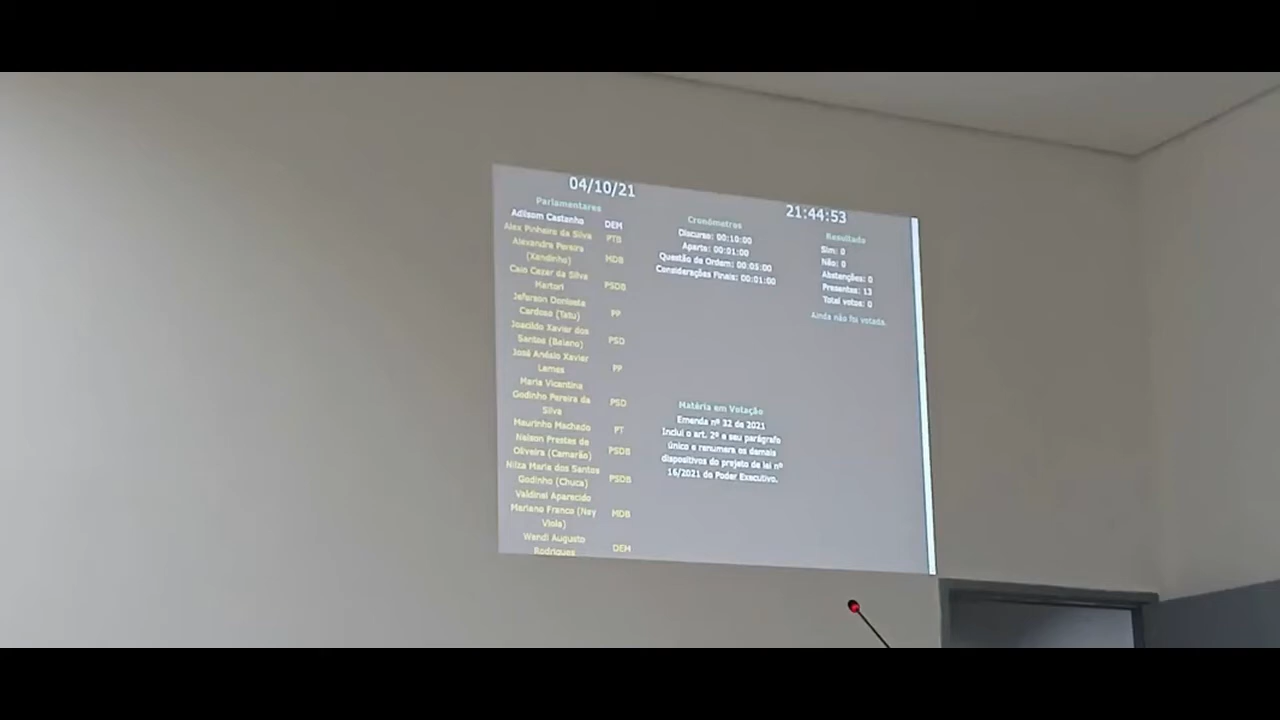 04/10/21
21:44:53
Parlamentares
Adilsom Castanho DEM
Alex Pinheiro da Silva PTB
Alexandra Pereira
(Xandinho) MDB
Caio Cezar da Silva
Martori PSDB
Jeferson Donisete
Cardoso (Tatu) PP
Joacildo Xavier dos
Santos (Baiano) PSD
José Anésio Xavier
Lemes PP
Maria Vicentina
Godinho Pereira da
Silva PSD
Maurinho Machado PT
Nelson Prestes de
Oliveira (Camarão) PSDB
Nilza Maria dos Santos
Godinho (Chuca) PSDB
Valdinei Aparecido
Mariano Franco (Ney
Viola) MDB
Wandi Augusto
Rodrigues DEM
Cronômetros
Discurso: 00:10:00
Aparte: 00:01:00
Questão de Ordem: 00:05:00
Considerações Finais: 00:01:00
Matéria em Votação
Emenda nº 32 de 2021
Inclui o art. 2º e seu parágrafo
único e renumera os demais
dispositivos do projeto de lei nº
16/2021 do Poder Executivo.
Resultado
Sim: 0
Não: 0
Abstenções: 0
Presentes: 13
Total votos: 0
Ainda não foi votada.